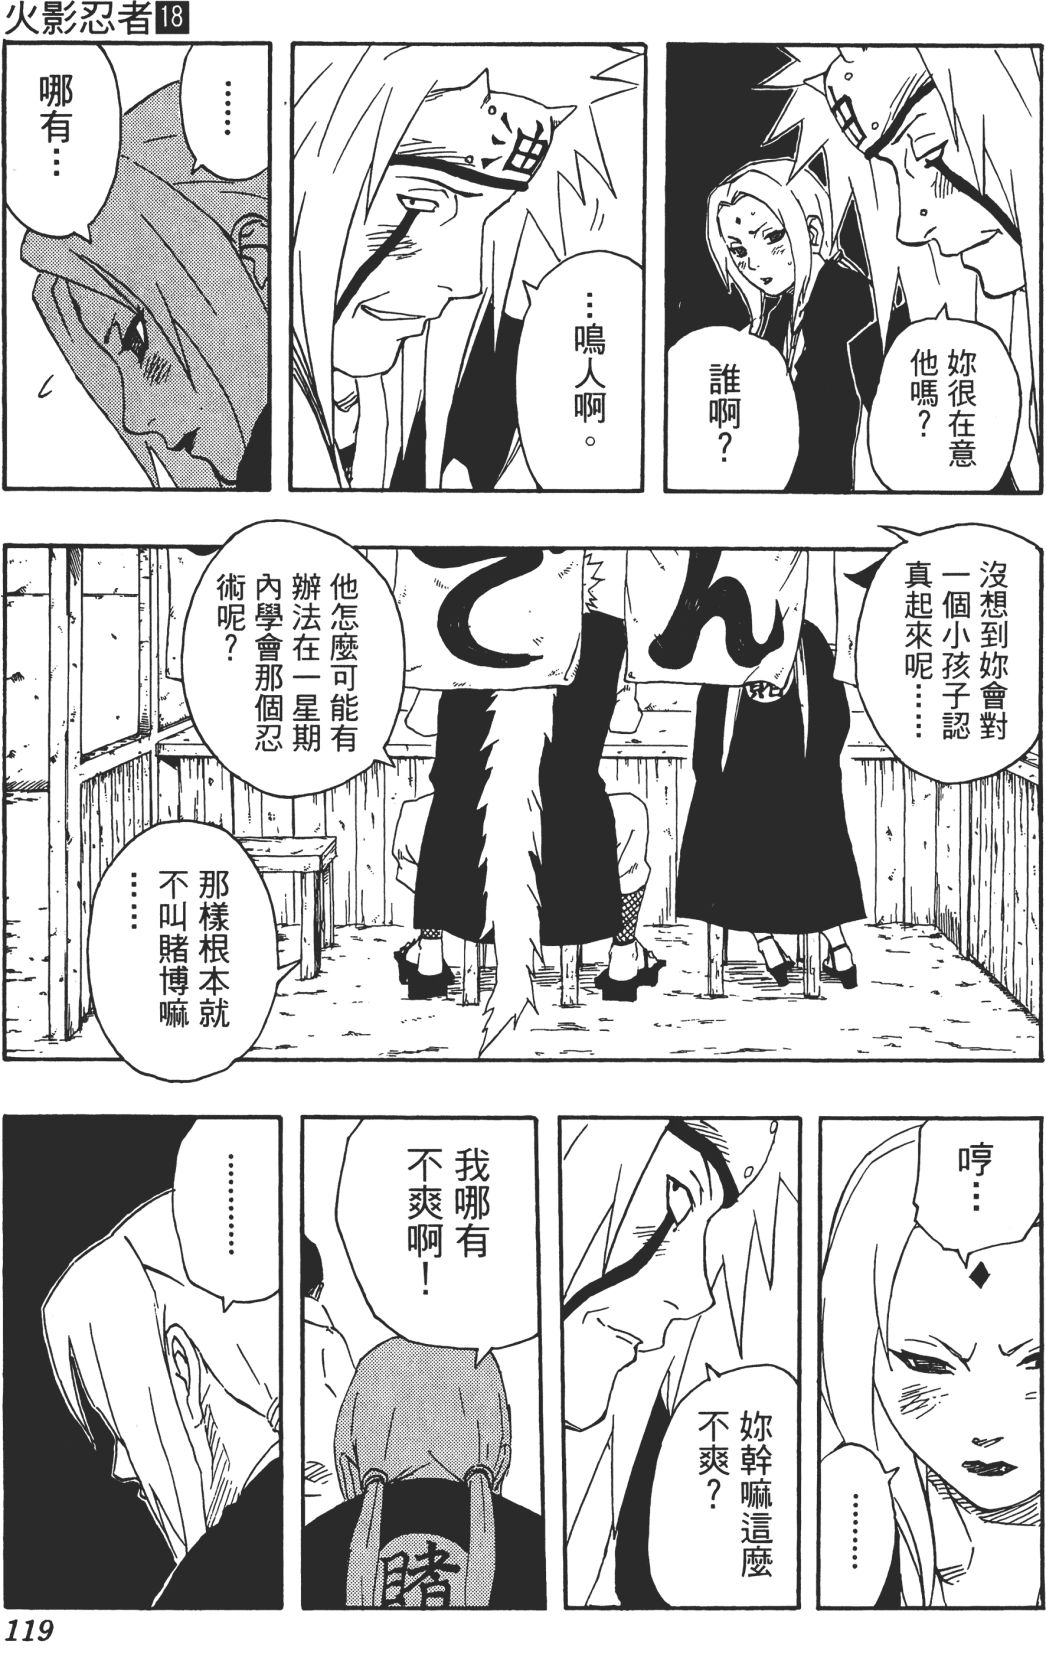 火影忍者18
妳很在意
他嗎？
誰啊？
…鳴人啊。
……
哪有…
沒想到妳會對
一個小孩子認
真起來呢……
さん
他怎麼可能有
辦法在一星期
內學會那個忍
術呢？
那樣根本就
不叫賭博嘛
……
哼…
………
妳幹嘛這麼
不爽？
我哪有
不爽啊！
賭
………
119